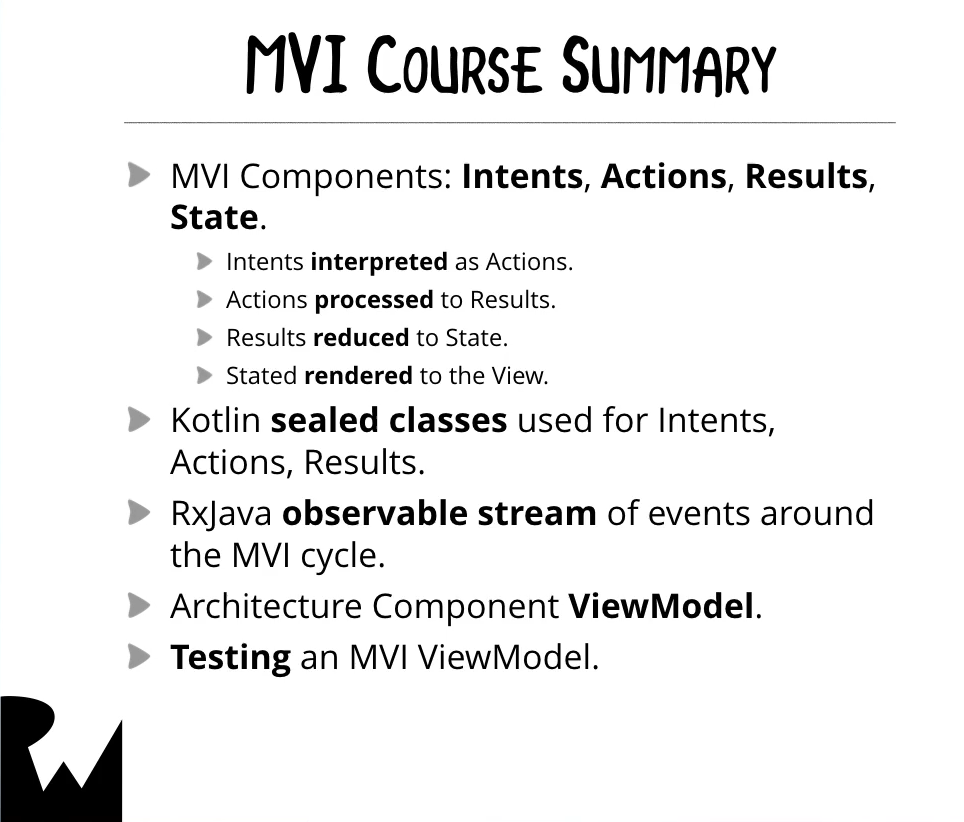 MVI Course Summary
MVI Components: Intents, Actions, Results,
State.
Intents interpreted as Actions.
Actions processed to Results.
Results reduced to State.
Stated rendered to the View.
Kotlin sealed classes used for Intents,
Actions, Results.
RxJava observable stream of events around
the MVI cycle.
Architecture Component ViewModel.
Testing an MVI ViewModel.
RW